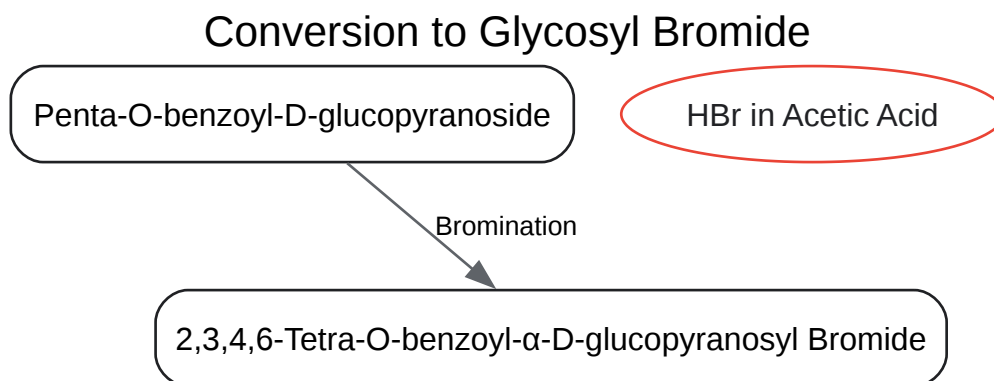 Conversion to Glycosyl Bromide
Penta-O-benzoyl-D-glucopyranoside
HBr in Acetic Acid
Bromination
2,3,4,6-Tetra-O-benzoyl-α-D-glucopyranosyl Bromide